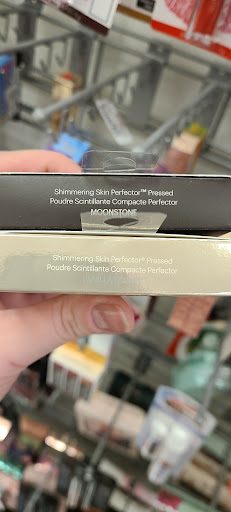 Shimmering Skin Perfector™ Pressed
Poudre Scintillante Compacte Perfector
MOONSTONE
Shimmering Skin Perfector® Pressed
Poudre Scintillante Compacte Perfector